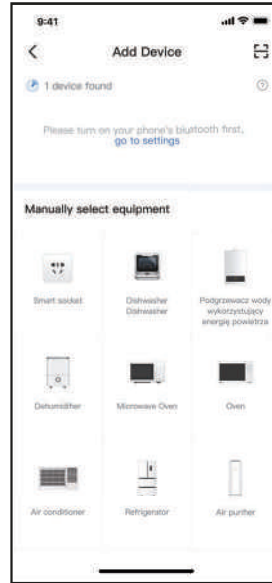 9:41
Add Device
1 device found
Please turn on your phone's bluetooth first,
go to settings
Manually select equipment
Smart socket
Dishwasher
Dishwasher
Podgrzewacz wody
wykorzystujący
energię powietrza
Dehumidifier
Microwave Oven
Oven
Air conditioner
Refrigerator
Air purifier